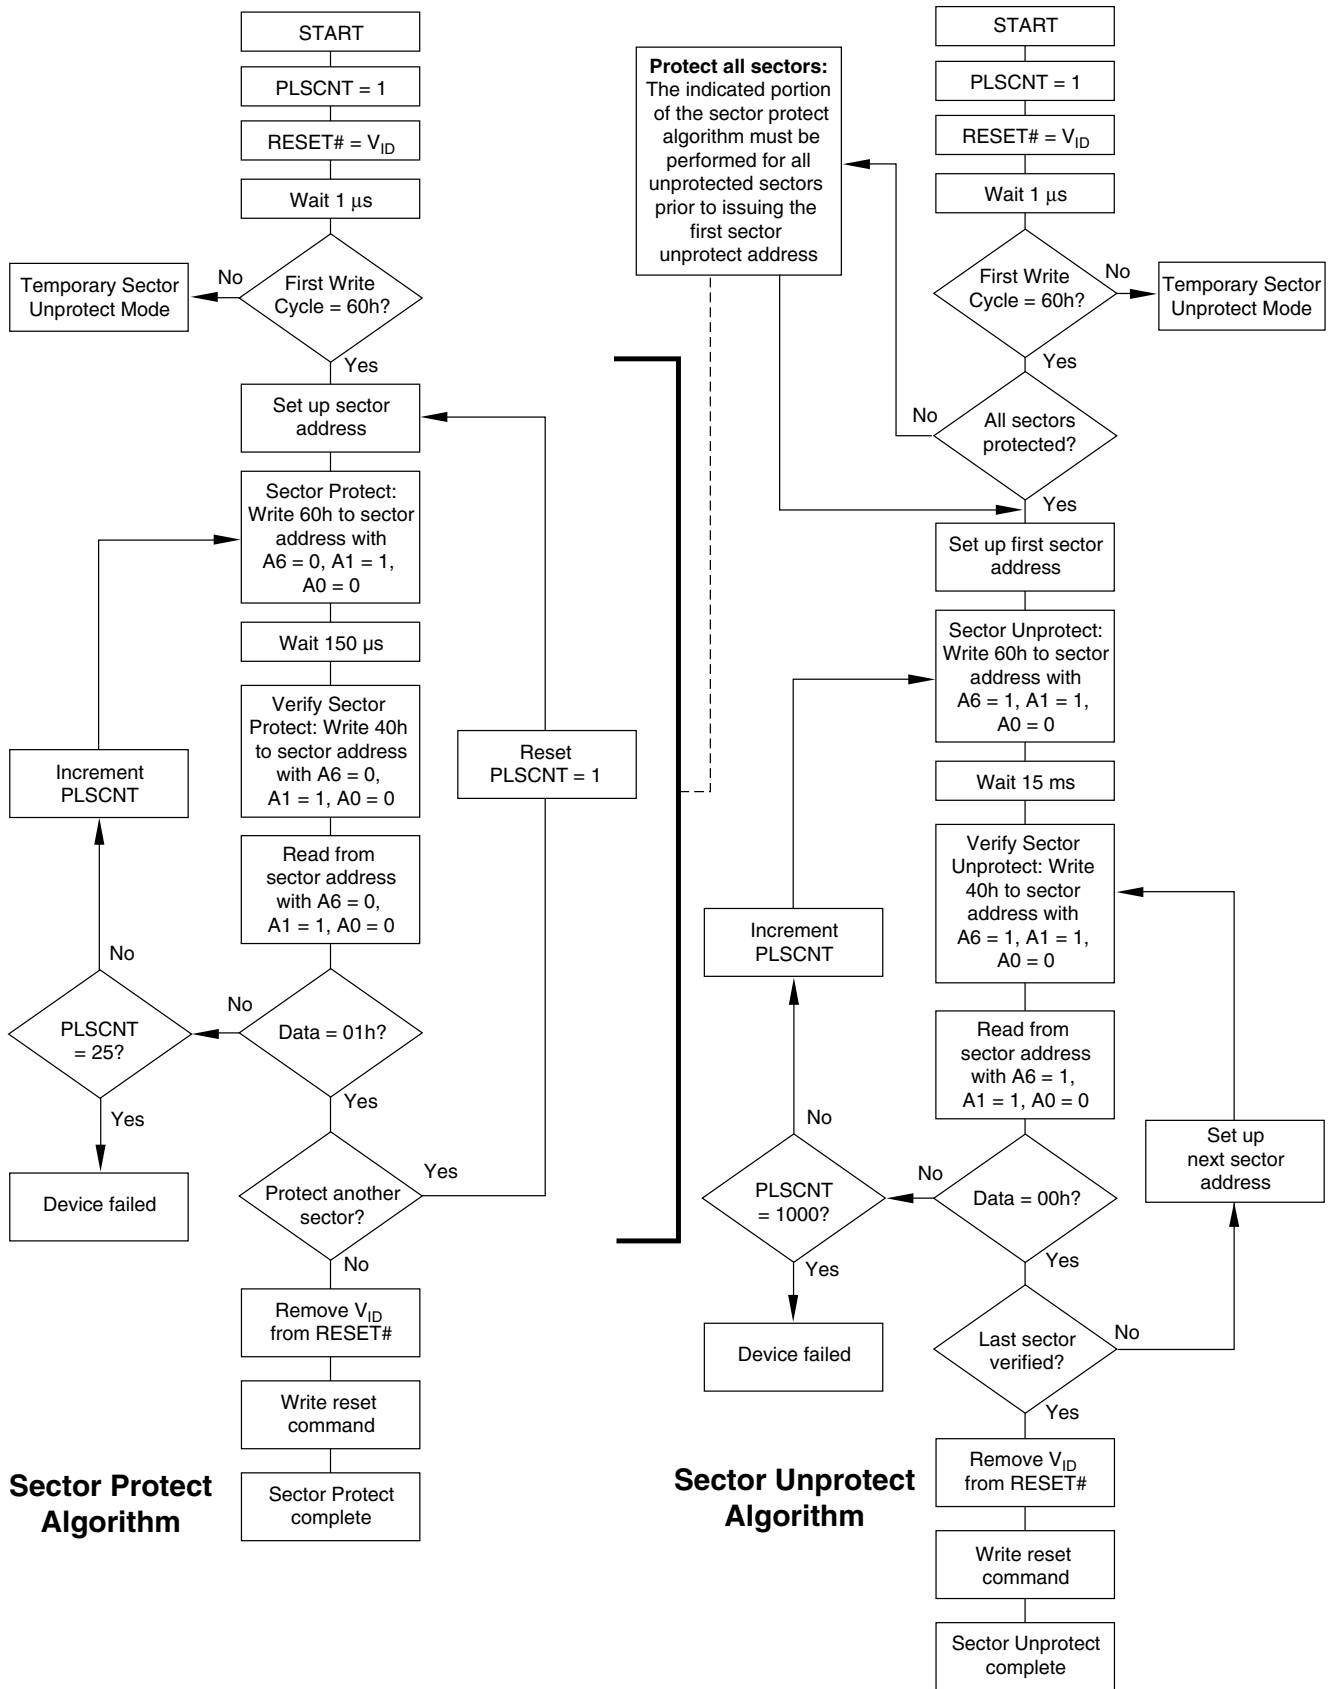 START
PLSCNT = 1
RESET# = VID
Wait 1 μs
First Write
Cycle = 60h?
No
Temporary Sector
Unprotect Mode
Yes
Set up sector
address
Sector Protect:
Write 60h to sector
address with
A6 = 0, A1 = 1,
A0 = 0
Wait 150 µs
Verify Sector
Protect: Write 40h
to sector address
with A6 = 0,
A1 = 1, A0 = 0
Increment
PLSCNT
Reset
PLSCNT = 1
Read from
sector address
with A6 = 0,
A1 = 1, A0 = 0
No
No
PLSCNT
= 25?
Data = 01h?
Yes
Yes
Device failed
Protect another
sector?
Yes
No
Remove VID
from RESET#
Write reset
command
Sector Protect
complete
Sector Protect
Algorithm
Protect all sectors:
The indicated portion
of the sector protect
algorithm must be
performed for all
unprotected sectors
prior to issuing the
first sector
unprotect address
START
PLSCNT = 1
RESET# = VID
Wait 1 μs
First Write
Cycle = 60h?
No
Temporary Sector
Unprotect Mode
Yes
No
All sectors
protected?
Yes
Set up first sector
address
Sector Unprotect:
Write 60h to sector
address with
A6 = 1, A1 = 1,
A0 = 0
Wait 15 ms
Verify Sector
Unprotect: Write
40h to sector
address with
A6 = 1, A1 = 1,
A0 = 0
Increment
PLSCNT
Read from
sector address
with A6 = 1,
A1 = 1, A0 = 0
No
Set up
next sector
address
No
PLSCNT
= 1000?
Data = 00h?
Yes
Yes
Device failed
Last sector
verified?
No
Yes
Remove VID
from RESET#
Write reset
command
Sector Unprotect
complete
Sector Unprotect
Algorithm